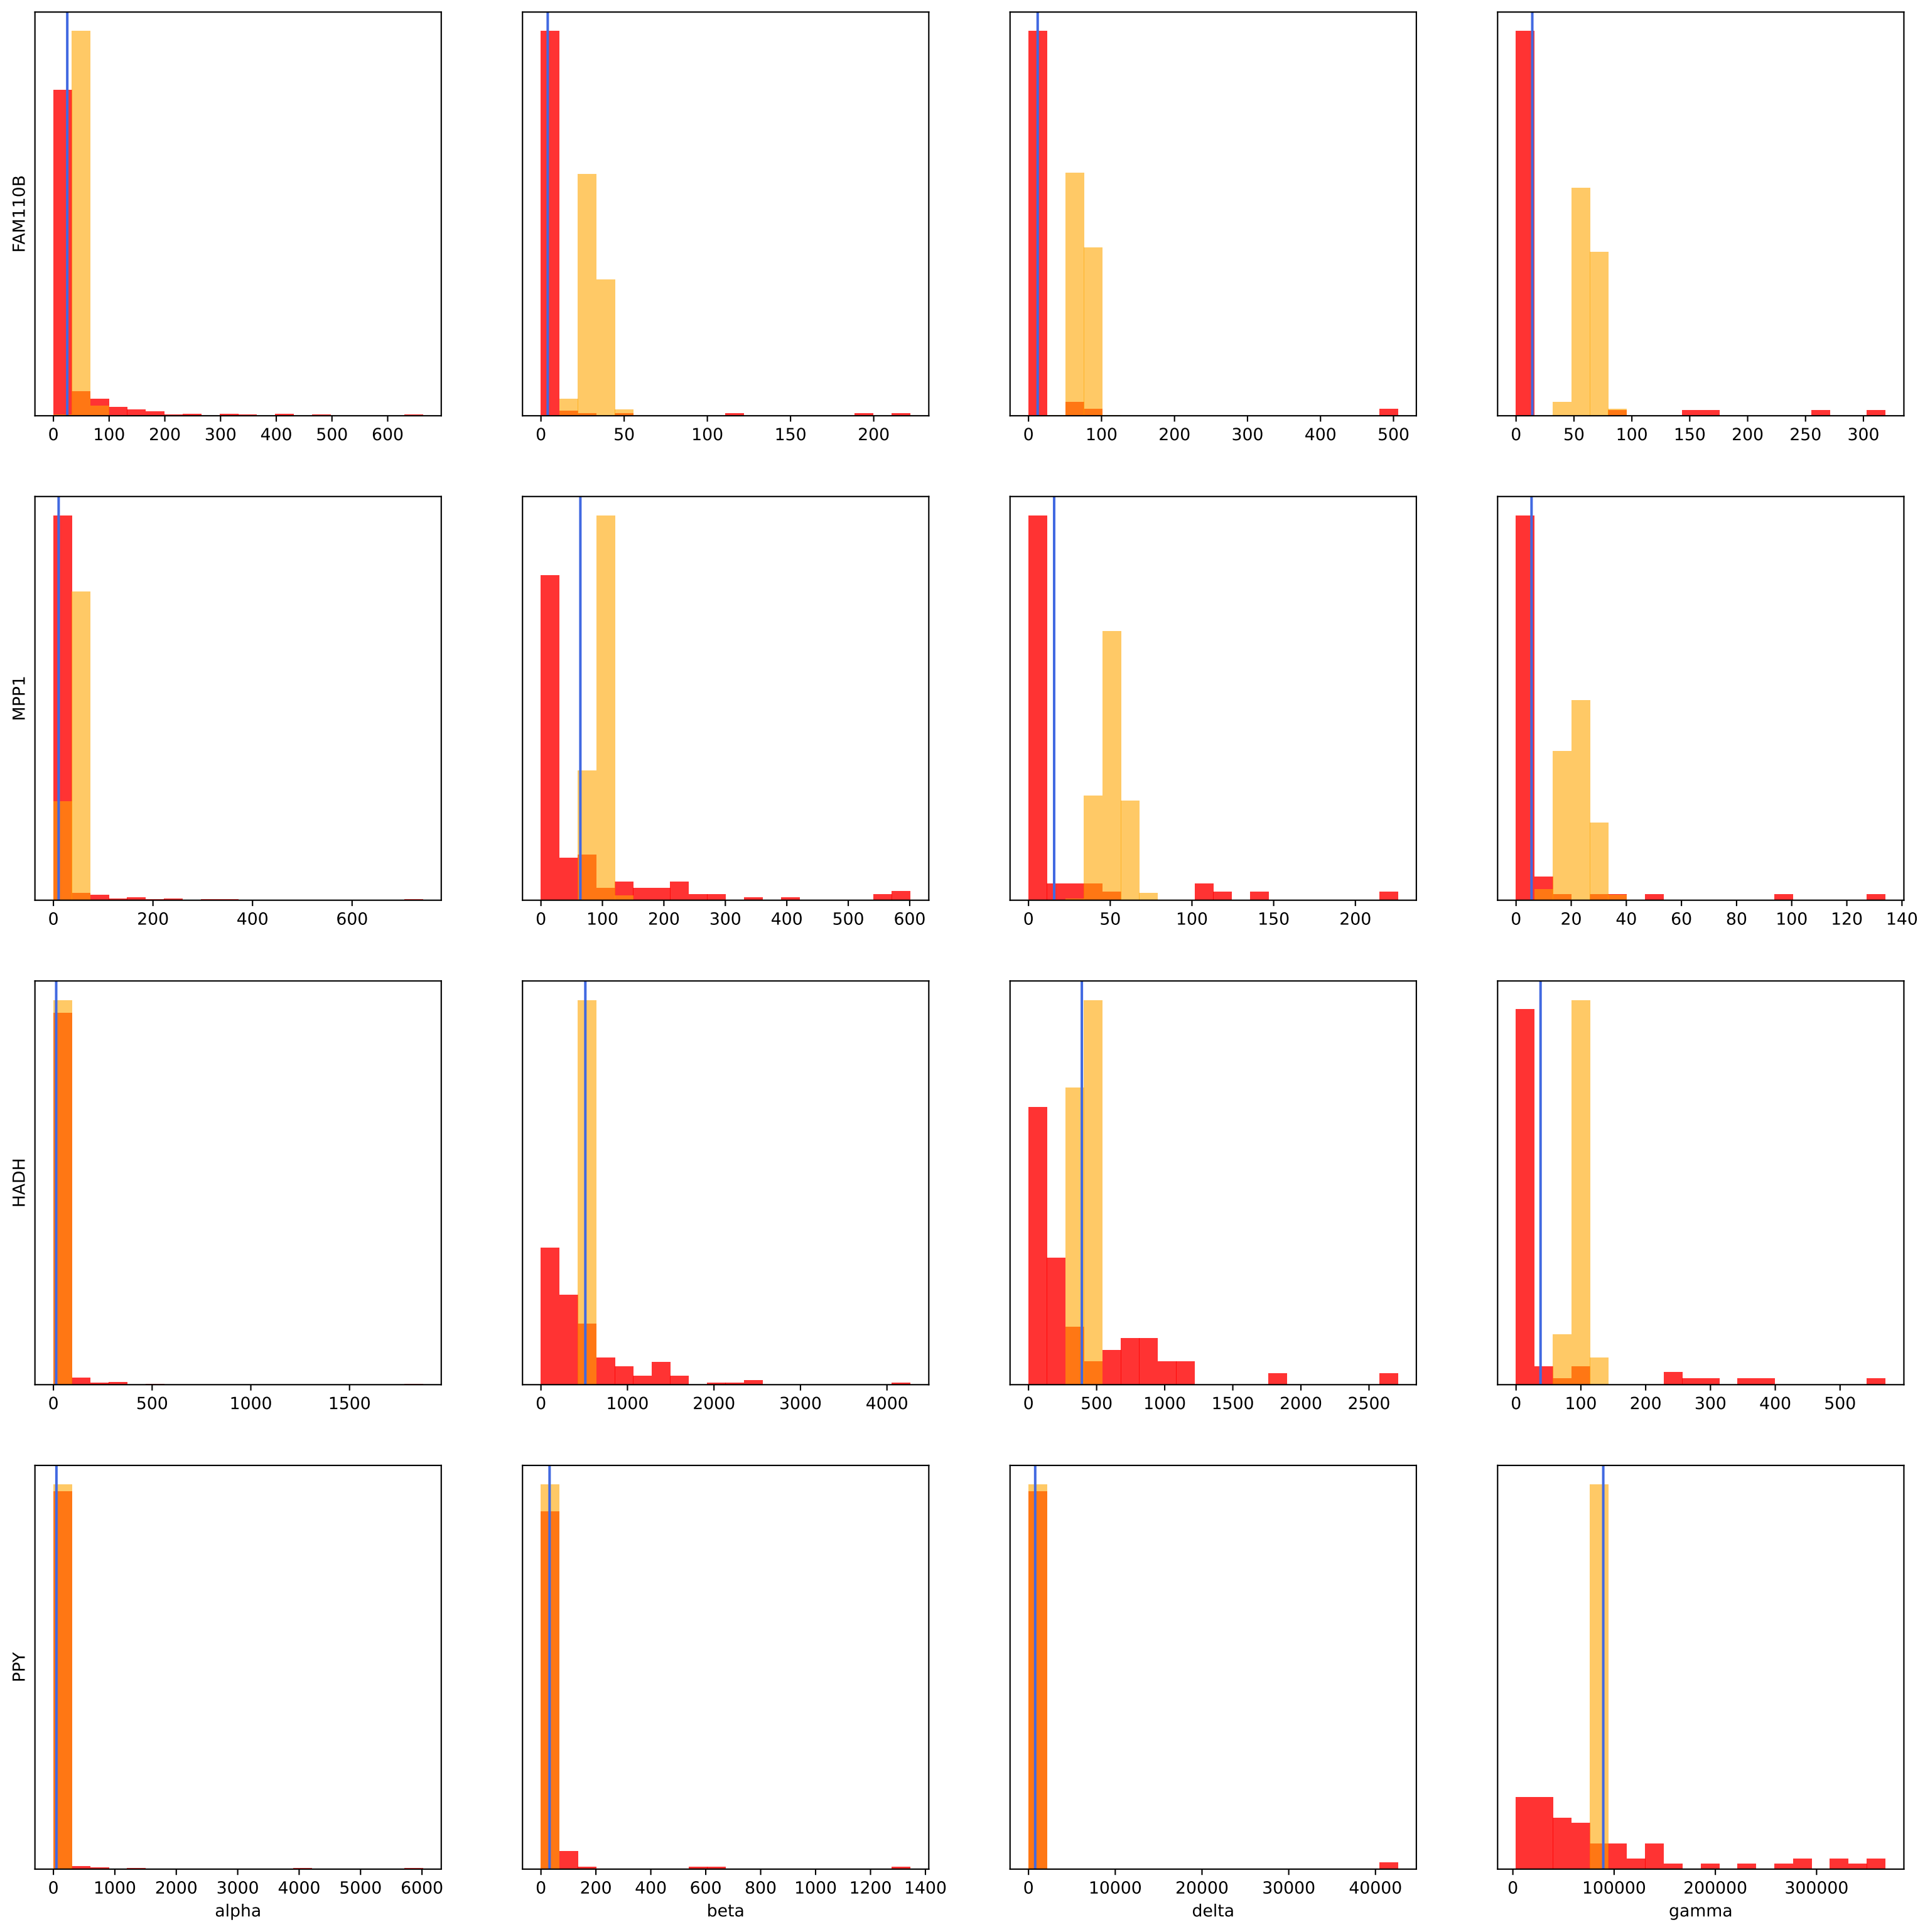 FAM110B
0 100 200 300 400 500 600
0 50 100 150 200
0 100 200 300 400 500
0 50 100 150 200 250 300
MPP1
0 200 400 600
0 100 200 300 400 500 600
0 50 100 150 200
0 20 40 60 80 100 120 140
HADH
0 500 1000 1500
0 1000 2000 3000 4000
0 500 1000 1500 2000 2500
0 100 200 300 400 500
PPY
0 1000 2000 3000 4000 5000 6000
0 200 400 600 800 1000 1200 1400
0 10000 20000 30000 40000
0 100000 200000 300000
alpha
beta
delta
gamma